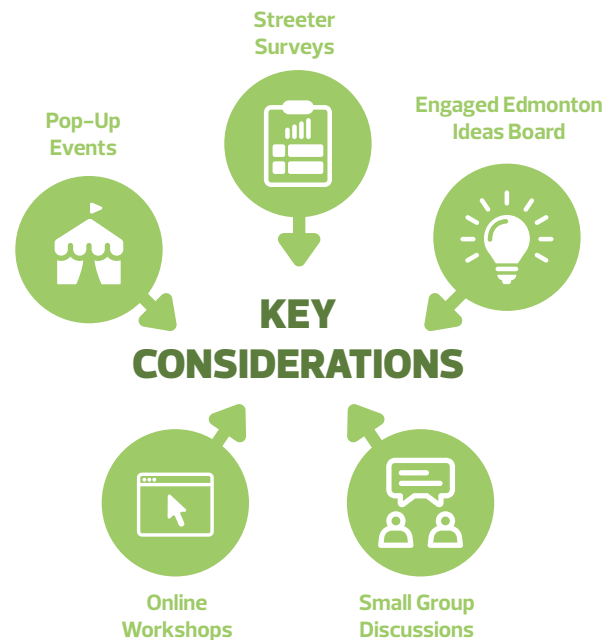 Streeter
Surveys
Engaged Edmonton
Ideas Board
Pop-Up
Events
KEY
CONSIDERATIONS
Online
Workshops
Small Group
Discussions